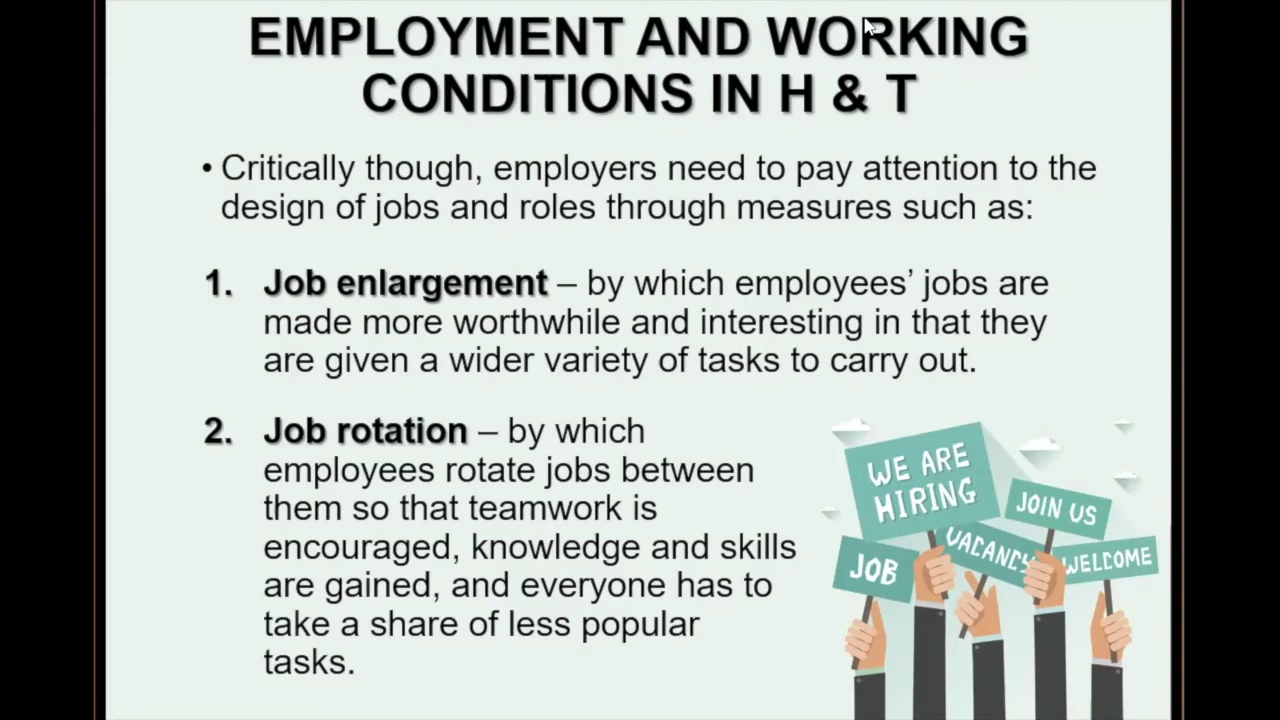 EMPLOYMENT AND WORKING
CONDITIONS IN H & T
• Critically though, employers need to pay attention to the
design of jobs and roles through measures such as:
1. Job enlargement – by which employees’ jobs are
made more worthwhile and interesting in that they
are given a wider variety of tasks to carry out.
2. Job rotation – by which
employees rotate jobs between
them so that teamwork is
encouraged, knowledge and skills
are gained, and everyone has to
take a share of less popular
tasks.
WE ARE
HIRING
JOIN US
VACANCY
WELCOME
JOB